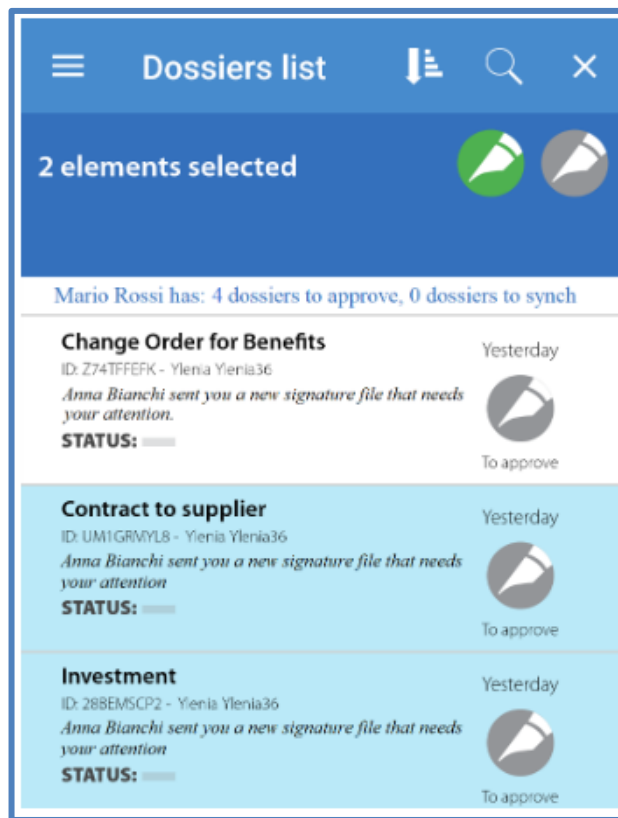 Dossiers list
2 elements selected
Mario Rossi has: 4 dossiers to approve, 0 dossiers to synch
Change Order for Benefits
Yesterday
ID: Z74TFFEFK - Ylenia Ylenia36
Anna Bianchi sent you a new signature file that needs
your attention.
STATUS:
To approve
Contract to supplier
Yesterday
ID: UM1GRMYL8 - Ylenia Ylenia36
Anna Bianchi sent you a new signature file that needs
your attention
STATUS:
To approve
Investment
Yesterday
ID: 28BEMSCP2 - Ylenia Ylenia36
Anna Bianchi sent you a new signature file that needs
your attention
STATUS:
To approve